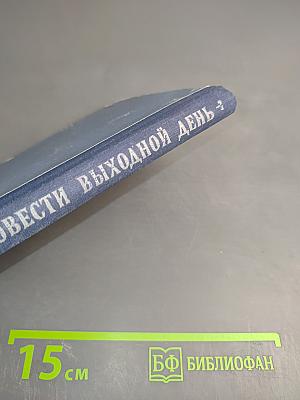 ОВЕСТИ ВЫХОДНОЙ ДЕНЬ
15 см
БФ БИБЛИОФАН